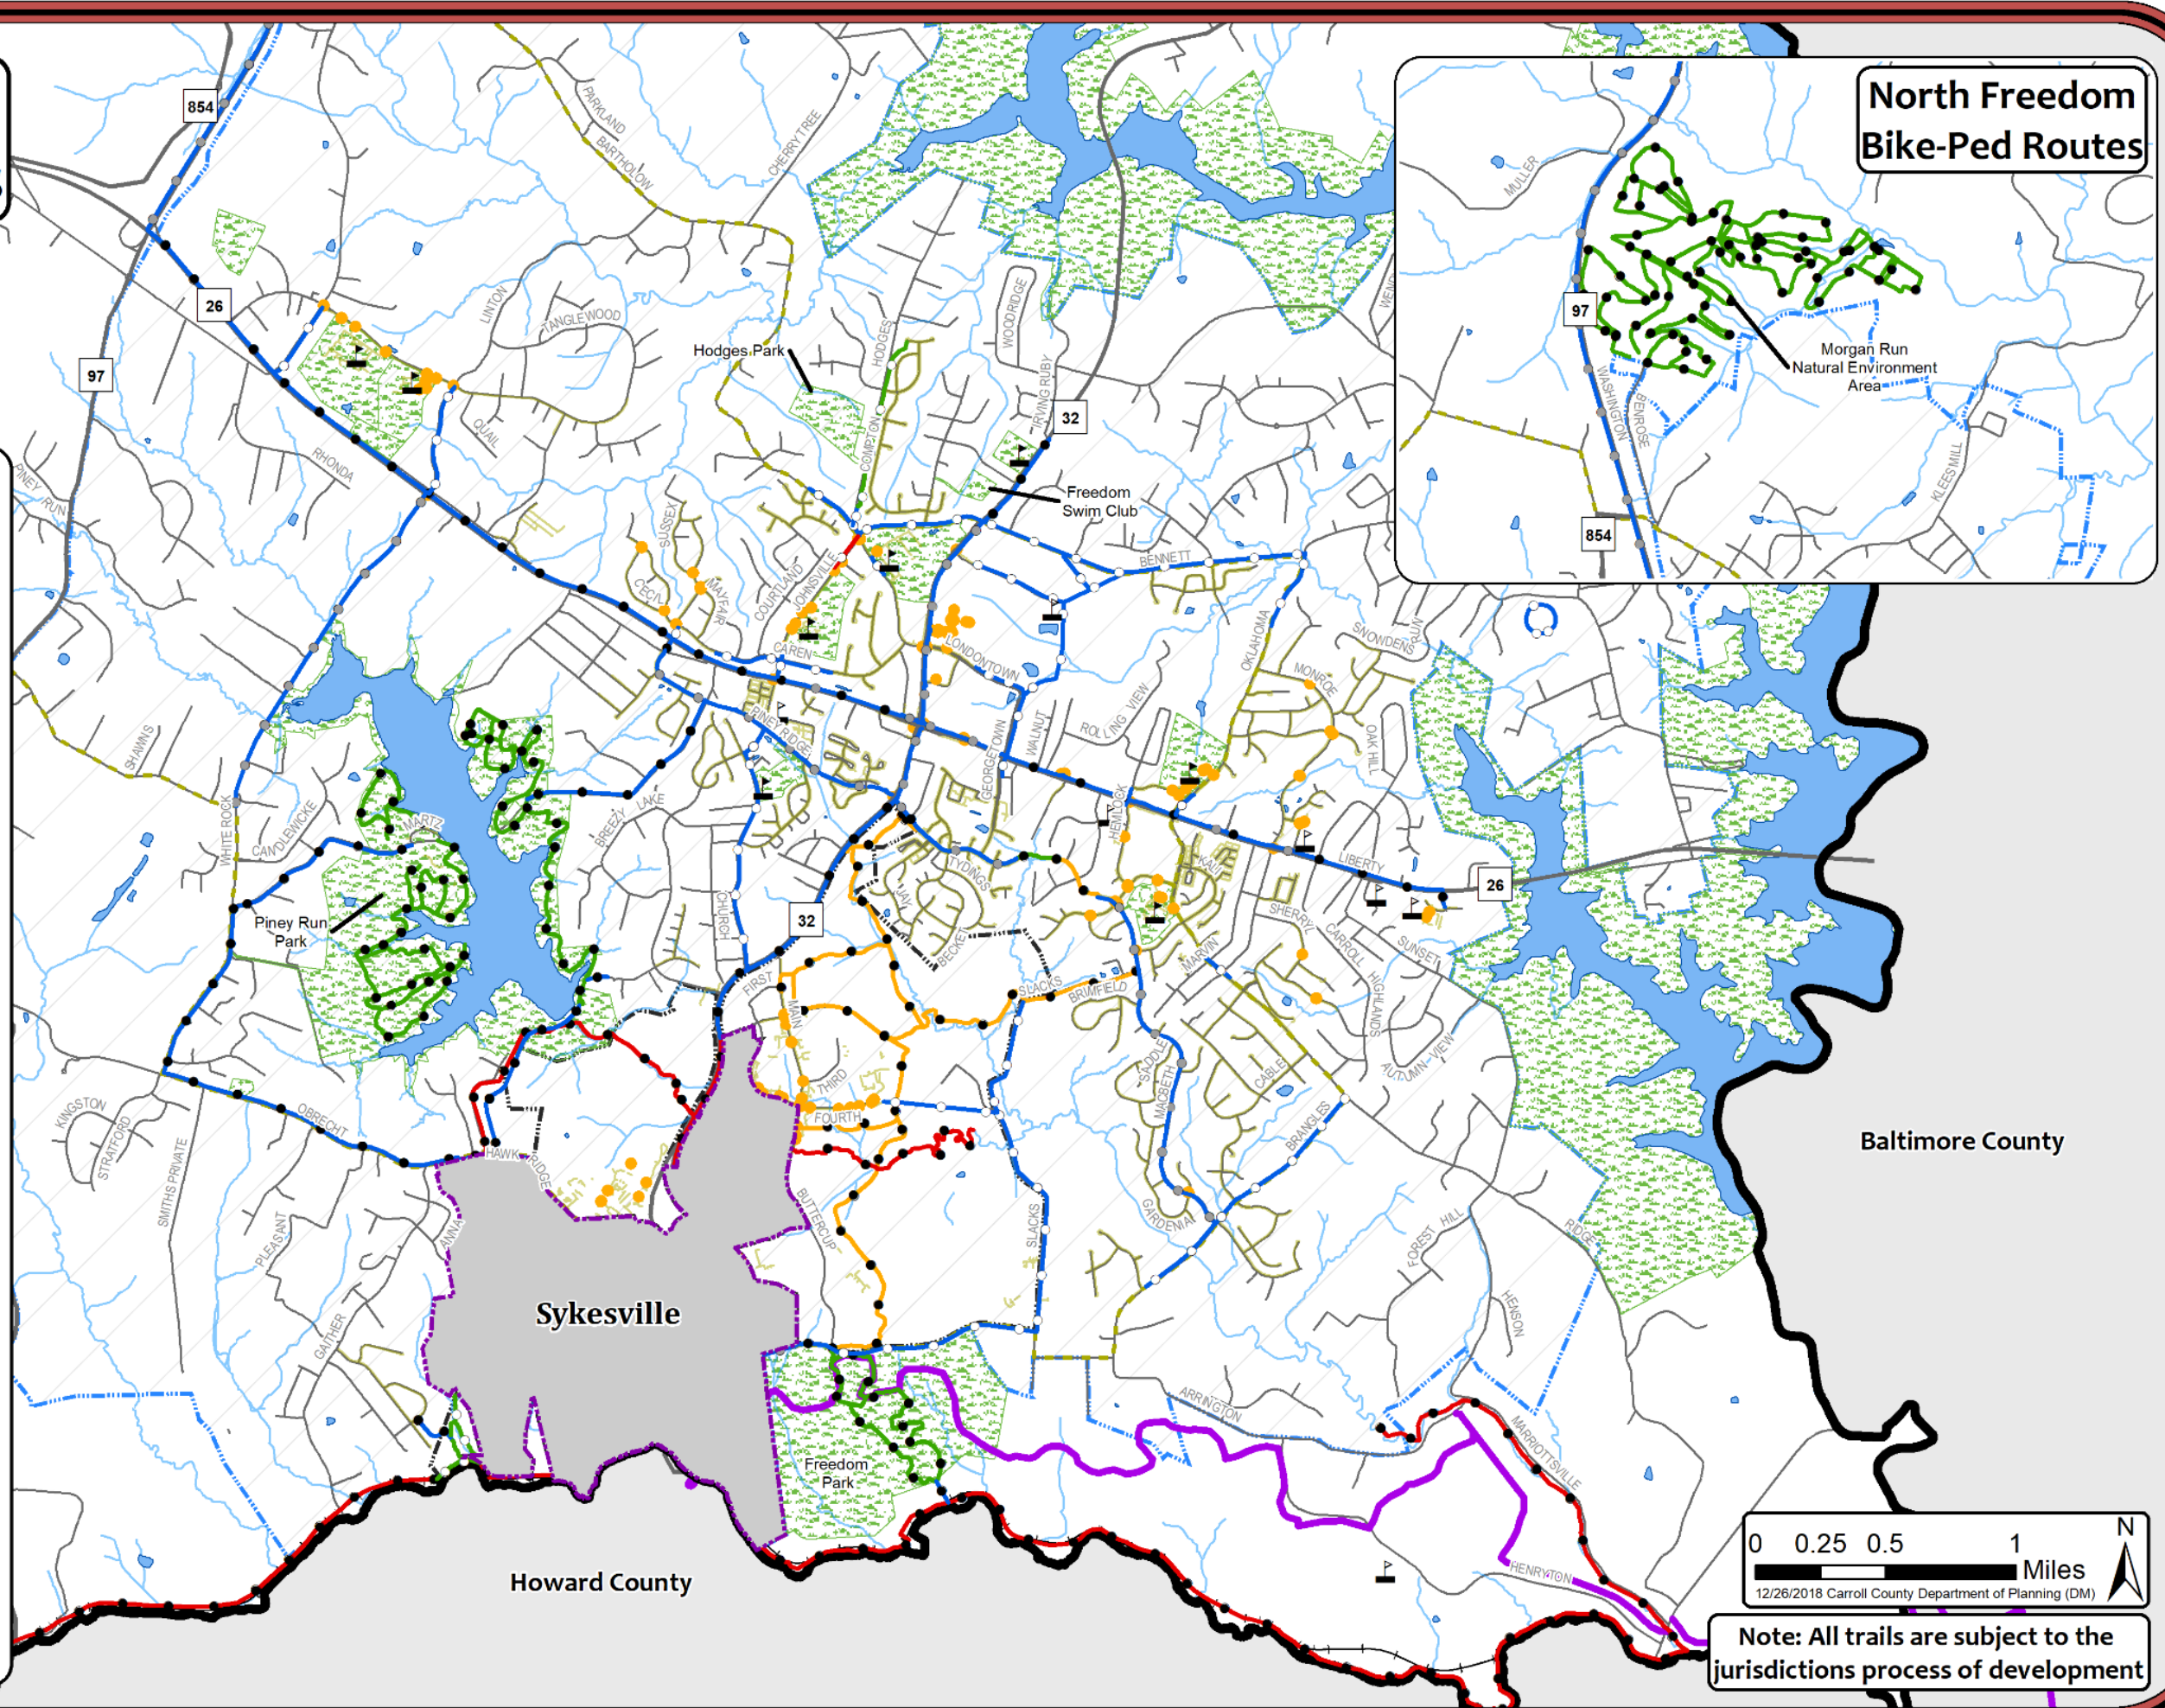 North Freedom
Bike-Ped Routes
854
PARKLAND
BARTHOLOW
CHERRYTREE
MULLER
26
97
LINTON
TANGLEWOOD
Hodges Park
HODGES
WOODRIDGE
IRVING RUBY
32
97
Morgan Run
Natural Environment
Area
WASHINGTON
BENROSE
KLEES MILL
854
QUAIL
COMPTON
RHONDA
PINEY RUN
Freedom
Swim Club
SUSSEX
CECIL
MAYFAIR
COURTLAND
JOHNSVILLE
BENNETT
CAREN
LONDONTOWN
OKLAHOMA
SNOWDENS RUN
MONROE
SHAWNS
PINEY RIDGE
GEORGETOWN
WALNUT
ROLLING VIEW
OAK HILL
WHITE ROCK
CANDLEWICKE
MARTZ
BREEZY LAKE
HEMLOCK
TYDINGS
KALI
LIBERTY
26
Piney Run
Park
CHURCH
32
JAY
BECKET
SHERRYL
CARROLL HIGHLANDS
SUNSET
MARVIN
FIRST
MAIN
SLACKS
BRIMFIELD
KINGSTON
STRATFORD
OBRECHT
THIRD
FOURTH
SADDLE
MACBETH
CABLE
AUTUMN VIEW
BRANGLES
Baltimore County
SMITHS PRIVATE
HAWK RIDGE
PLEASANT
ANNA
BUTTERCUP
SLACKS
GARDENIA
FOREST HILL
RIDGE
Sykesville
GAITHER
HENSON
ARRINGTON
MARRIOTTSVILLE
Freedom
Park
Howard County
HENRYTON
0 0.25 0.5 1
Miles
N
12/26/2018 Carroll County Department of Planning (DM)
Note: All trails are subject to the
jurisdictions process of development